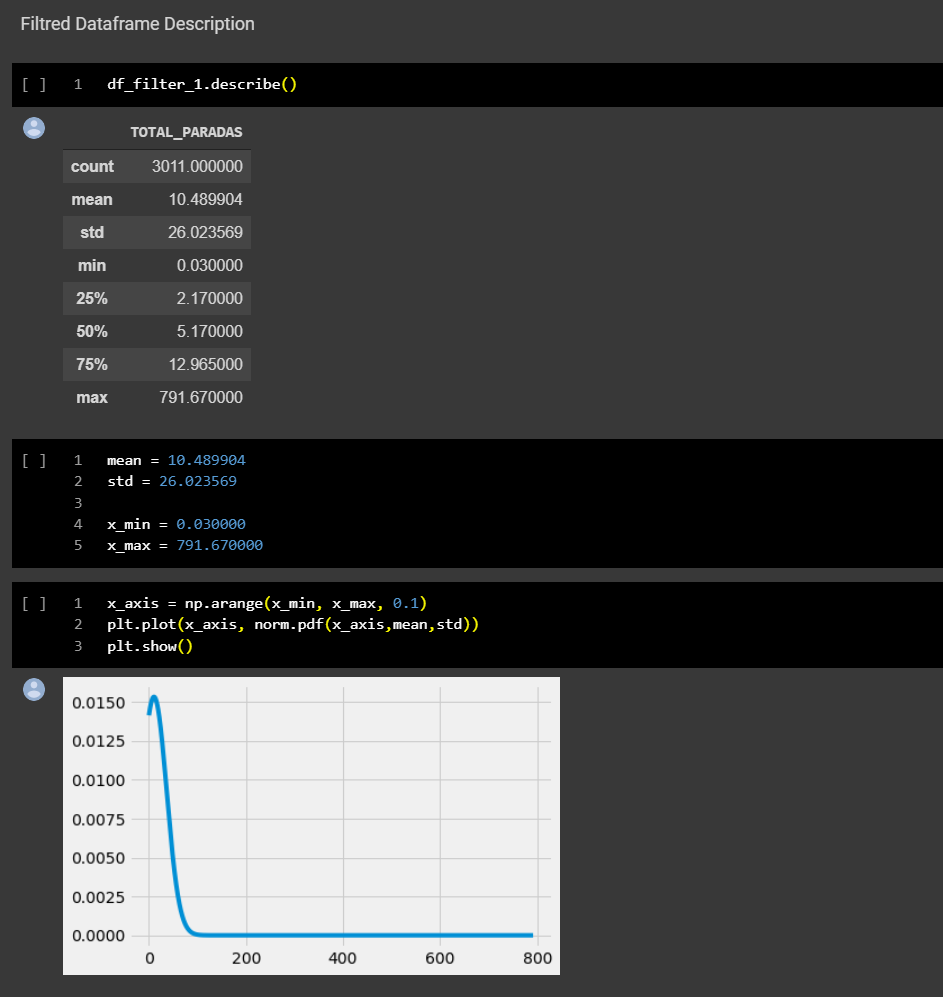 Filtred Dataframe Description
[ ] 1 df_filter_1.describe()
TOTAL_PARADAS
count 3011.000000
mean 10.489904
std 26.023569
min 0.030000
25% 2.170000
50% 5.170000
75% 12.965000
max 791.670000
[ ] 1 mean = 10.489904
2 std = 26.023569
3
4 x_min = 0.030000
5 x_max = 791.670000
[ ] 1 x_axis = np.arange(x_min, x_max, 0.1)
2 plt.plot(x_axis, norm.pdf(x_axis,mean,std))
3 plt.show()
0.0150
0.0125
0.0100
0.0075
0.0050
0.0025
0.0000
0 200 400 600 800